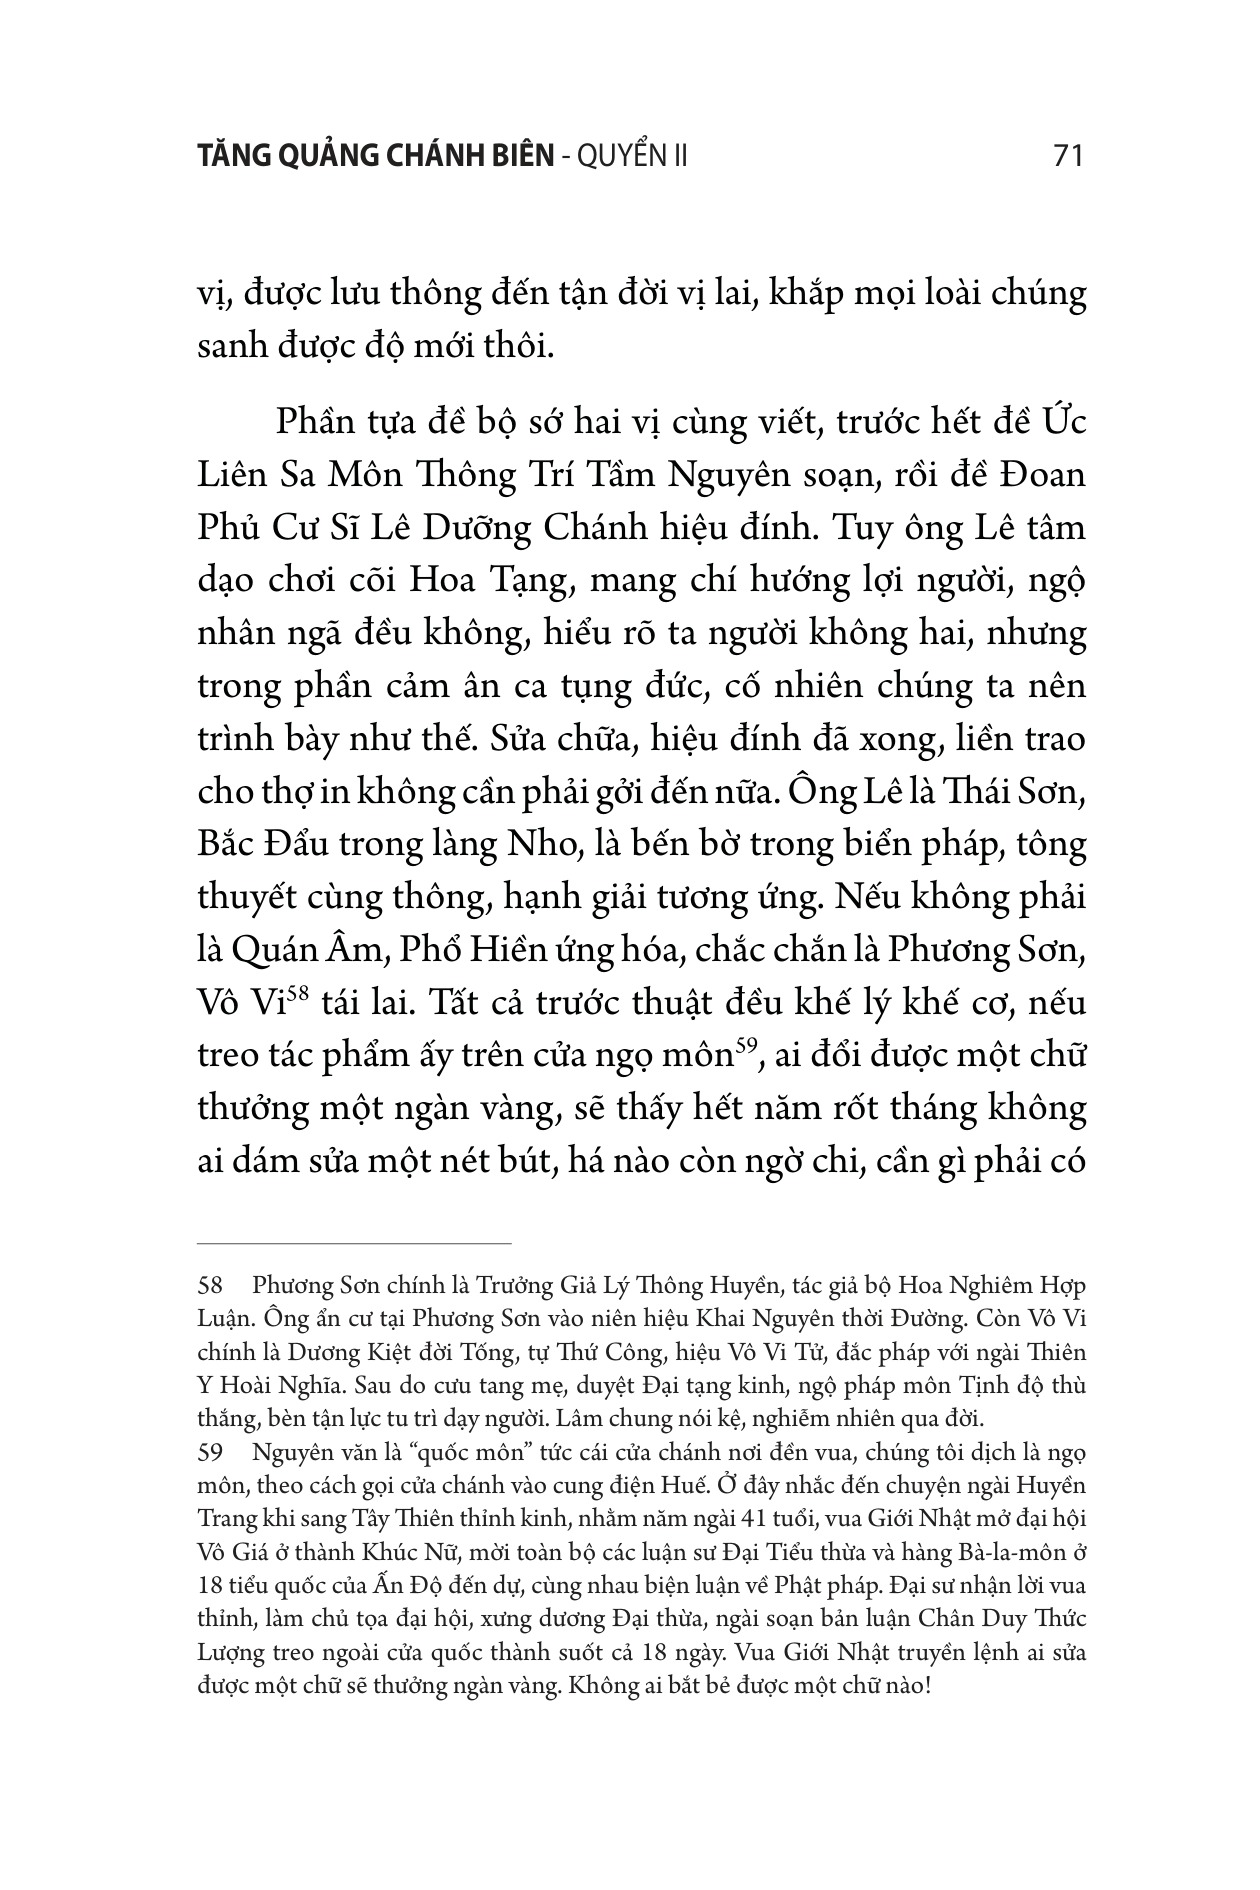 TĂNG QUẢNG CHÁNH BIÊN - QUYỂN II 71
vị, được lưu thông đến tận đời vị lai, khắp mọi loài chúng
sanh được độ mới thôi.
Phần tựa đề bộ sớ hai vị cùng viết, trước hết đề Ức
Liên Sa Môn Thông Trí Tầm Nguyên soạn, rồi đề Đoan
Phủ Cư Sĩ Lê Dưỡng Chánh hiệu đính. Tuy ông Lê tâm
dạo chơi cõi Hoa Tạng, mang chí hướng lợi người, ngộ
nhân ngã đều không, hiểu rõ ta người không hai, nhưng
trong phần cảm ân ca tụng đức, cố nhiên chúng ta nên
trình bày như thế. Sửa chữa, hiệu đính đã xong, liền trao
cho thợ in không cần phải gởi đến nữa. Ông Lê là Thái Sơn,
Bắc Đẩu trong làng Nho, là bến bờ trong biển pháp, tông
thuyết cùng thông, hạnh giải tương ứng. Nếu không phải
là Quán Âm, Phổ Hiền ứng hóa, chắc chắn là Phương Sơn,
Vô Vi58 tái lai. Tất cả trước thuật đều khế lý khế cơ, nếu
treo tác phẩm ấy trên cửa ngọ môn59, ai đổi được một chữ
thưởng một ngàn vàng, sẽ thấy hết năm rốt tháng không
ai dám sửa một nét bút, há nào còn ngờ chi, cần gì phải có
58 Phương Sơn chính là Trưởng Giả Lý Thông Huyền, tác giả bộ Hoa Nghiêm Hợp
Luận. Ông ẩn cư tại Phương Sơn vào niên hiệu Khai Nguyên thời Đường. Còn Vô Vi
chính là Dương Kiệt đời Tống, tự Thứ Công, hiệu Vô Vi Tử, đắc pháp với ngài Thiên
Y Hoài Nghĩa. Sau do cưu tang mẹ, duyệt Đại tạng kinh, ngộ pháp môn Tịnh độ thù
thắng, bèn tận lực tu trì dạy người. Lâm chung nói kệ, nghiễm nhiên qua đời.
59 Nguyên văn là “quốc môn” tức cái cửa chánh nơi đền vua, chúng tôi dịch là ngọ
môn, theo cách gọi cửa chánh vào cung điện Huế. Ở đây nhắc đến chuyện ngài Huyền
Trang khi sang Tây Thiên thỉnh kinh, nhằm năm ngài 41 tuổi, vua Giới Nhật mở đại hội
Vô Giá ở thành Khúc Nữ, mời toàn bộ các luận sư Đại Tiểu thừa và hàng Bà-la-môn ở
18 tiểu quốc của Ấn Độ đến dự, cùng nhau biện luận về Phật pháp. Đại sư nhận lời vua
thỉnh, làm chủ tọa đại hội, xưng dương Đại thừa, ngài soạn bản luận Chân Duy Thức
Lượng treo ngoài cửa quốc thành suốt cả 18 ngày. Vua Giới Nhật truyền lệnh ai sửa
được một chữ sẽ thưởng ngàn vàng. Không ai bắt bẻ được một chữ nào!